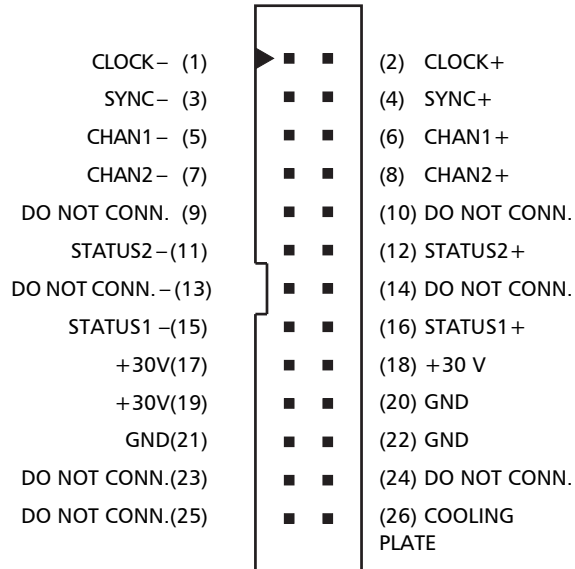 CLOCK– (1) (2) CLOCK+
SYNC– (3) (4) SYNC+
CHAN1– (5) (6) CHAN1+
CHAN2– (7) (8) CHAN2+
DO NOT CONN. (9) (10) DO NOT CONN.
STATUS2–(11) (12) STATUS2+
DO NOT CONN.–(13) (14) DO NOT CONN.
STATUS1 –(15) (16) STATUS1+
+30V(17) (18) +30 V
+30V(19) (20) GND
GND(21) (22) GND
DO NOT CONN.(23) (24) DO NOT CONN.
DO NOT CONN.(25) (26) COOLING
PLATE